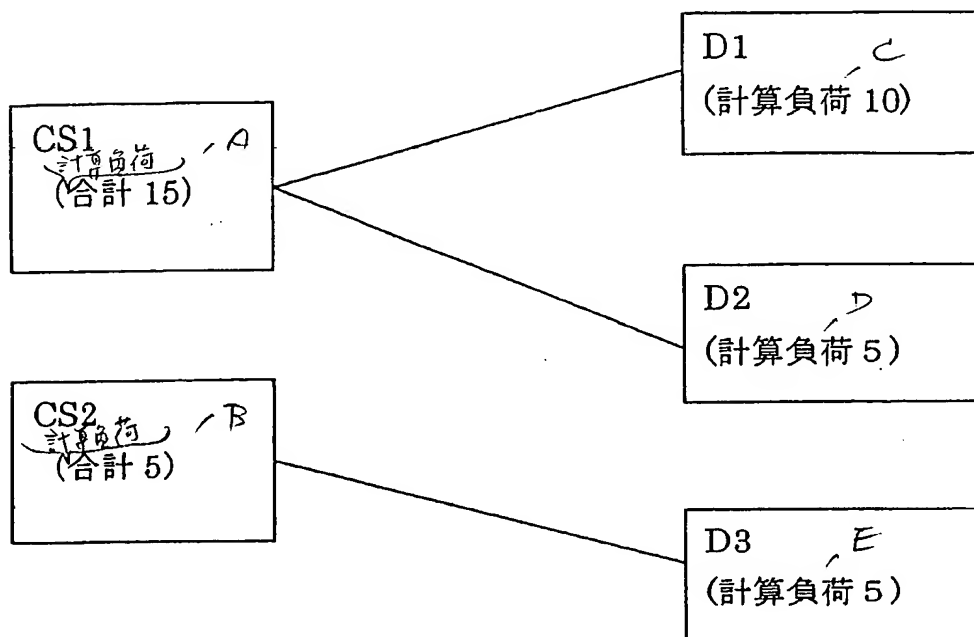 CS1
計算負荷
(合計 15)
A
CS2
計算負荷
(合計 5)
B
D1
C
(計算負荷 10)
D2
D
(計算負荷 5)
D3
E
(計算負荷 5)